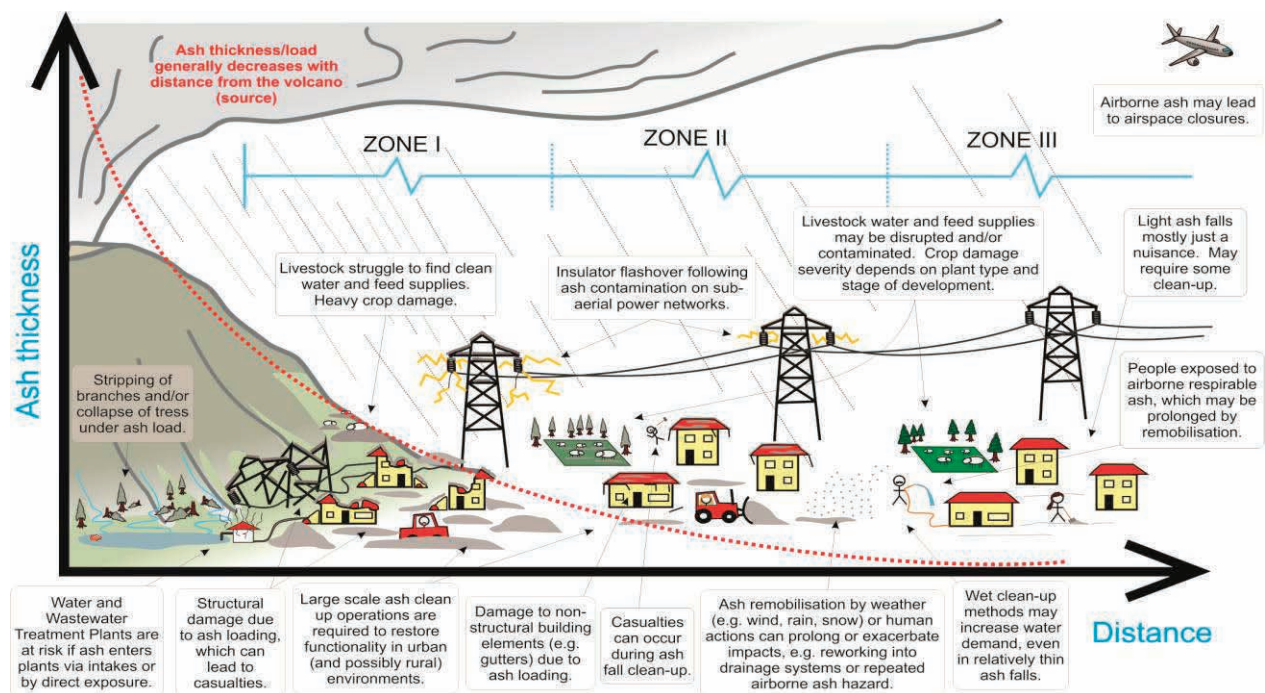 Ash thickness/load
generally decreases with
distance from the volcano
(source)
Airborne ash may lead
to airspace closures.
ZONE I
ZONE II
ZONE III
Ash thickness
Livestock struggle to find clean
water and feed supplies.
Heavy crop damage.
Insulator flashover following
ash contamination on sub-
aerial power networks.
Livestock water and feed supplies
may be disrupted and/or
contaminated. Crop damage
severity depends on plant type and
stage of development.
Light ash falls
mostly just a
nuisance. May
require some
clean-up.
Stripping of
branches and/or
collapse of tress
under ash load.
People exposed to
airborne respirable
ash, which may be
prolonged by
remobilisation.
Water and
Wastewater
Treatment Plants are
at risk if ash enters
plants via intakes or
by direct exposure.
Structural
damage due
to ash loading,
which can
lead to
casualties.
Large scale ash clean
up operations are
required to restore
functionality in urban
(and possibly rural)
environments.
Damage to non-
structural building
elements (e.g.
gutters) due to
ash loading.
Casualties
can occur
during ash
fall clean-up.
Ash remobilisation by weather
(e.g. wind, rain, snow) or human
actions can prolong or exacerbate
impacts, e.g. reworking into
drainage systems or repeated
airborne ash hazard.
Wet clean-up
methods may
increase water
demand, even
in relatively thin
ash falls.
Distance